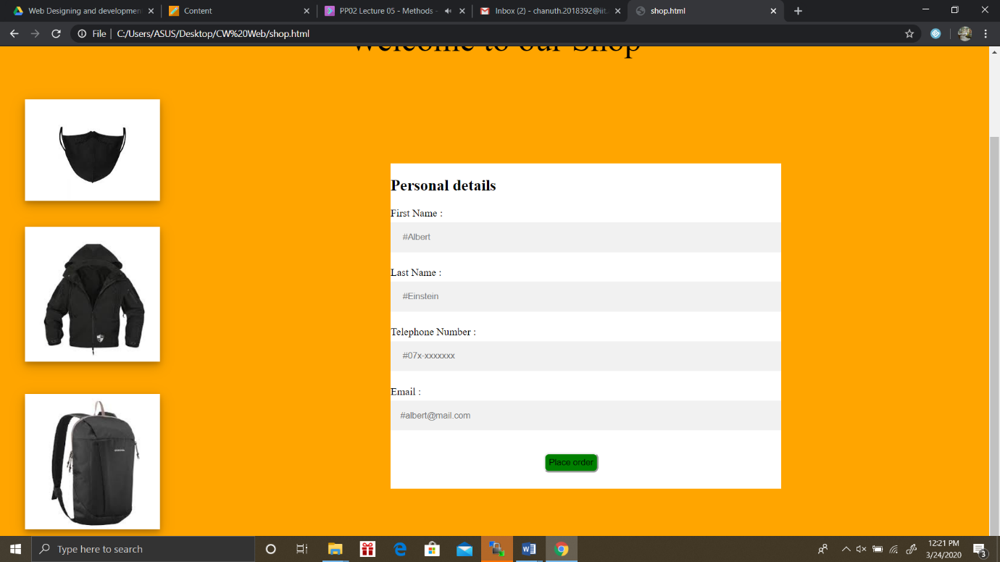 Web Designing and developmen
Content
PP02 Lecture 05 - Methods -
Inbox (2) - chanuth.2018392@iit.
shop.html
File
C:/Users/ASUS/Desktop/CW%20Web/shop.html
Welcome to our Shop
Personal details
First Name :
#Albert
Last Name :
#Einstein
Telephone Number :
#07x-xxxxxxx
Email :
#albert@mail.com
Place order
Type here to search
12:21 PM
3/24/2020
3